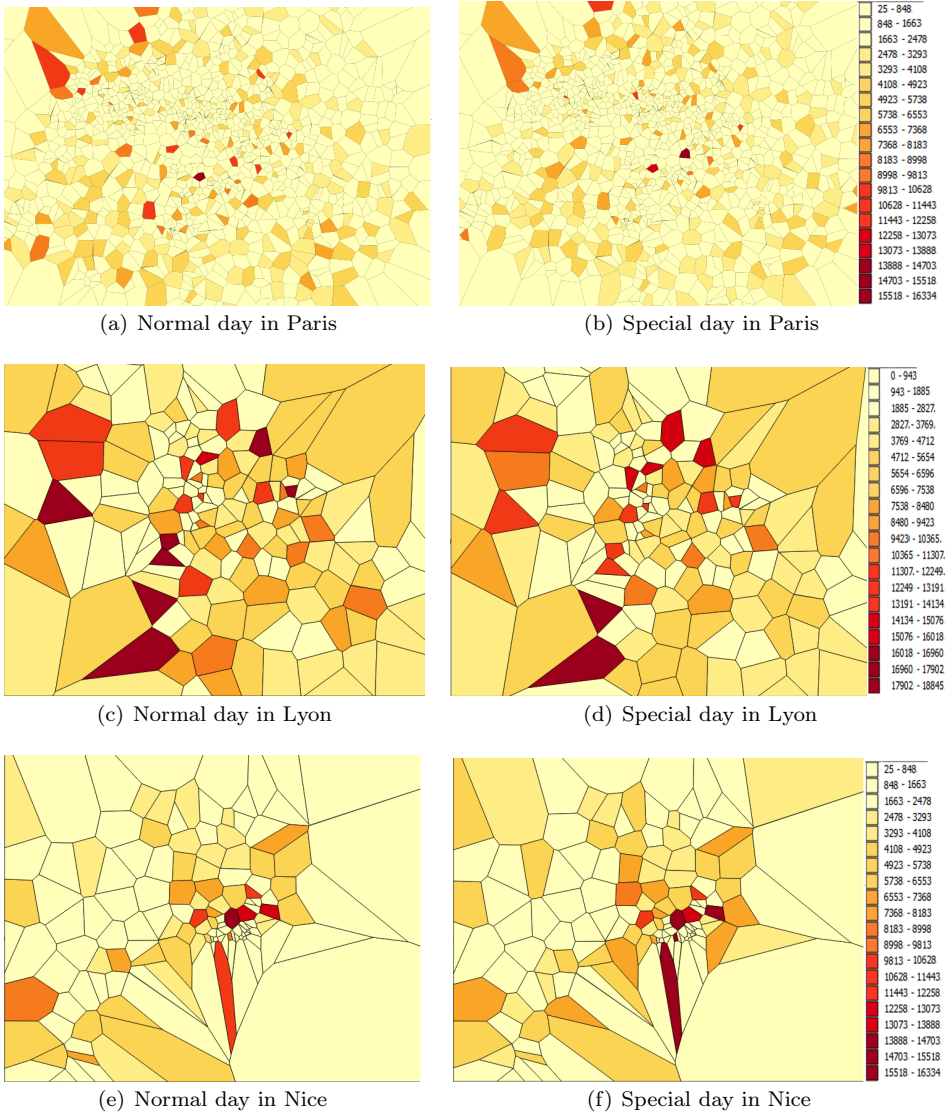 25 - 848
848 - 1663
1663 - 2478
2478 - 3293
3293 - 4108
4108 - 4923
4923 - 5738
5738 - 6553
6553 - 7368
7368 - 8183
8183 - 8998
8998 - 9813
9813 - 10628
10628 - 11443
11443 - 12258
12258 - 13073
13073 - 13888
13888 - 14703
14703 - 15518
15518 - 16334
(a) Normal day in Paris
(b) Special day in Paris
0 - 943
943 - 1885
1885 - 2827.
2827 - 3769.
3769 - 4712
4712 - 5654
5654 - 6596
6596 - 7538
7538 - 8480
8480 - 9423
9423 - 10365.
10365 - 11307.
11307. - 12249.
12249 - 13191
13191 - 14134
14134 - 15076
15076 - 16018
16018 - 16960
16960 - 17902
17902 - 18845
(c) Normal day in Lyon
(d) Special day in Lyon
25 - 848
848 - 1663
1663 - 2478
2478 - 3293
3293 - 4108
4108 - 4923
4923 - 5738
5738 - 6553
6553 - 7368
7368 - 8183
8183 - 8998
8998 - 9813
9813 - 10628
10628 - 11443
11443 - 12258
12258 - 13073
13073 - 13888
13888 - 14703
14703 - 15518
15518 - 16334
(e) Normal day in Nice
(f) Special day in Nice